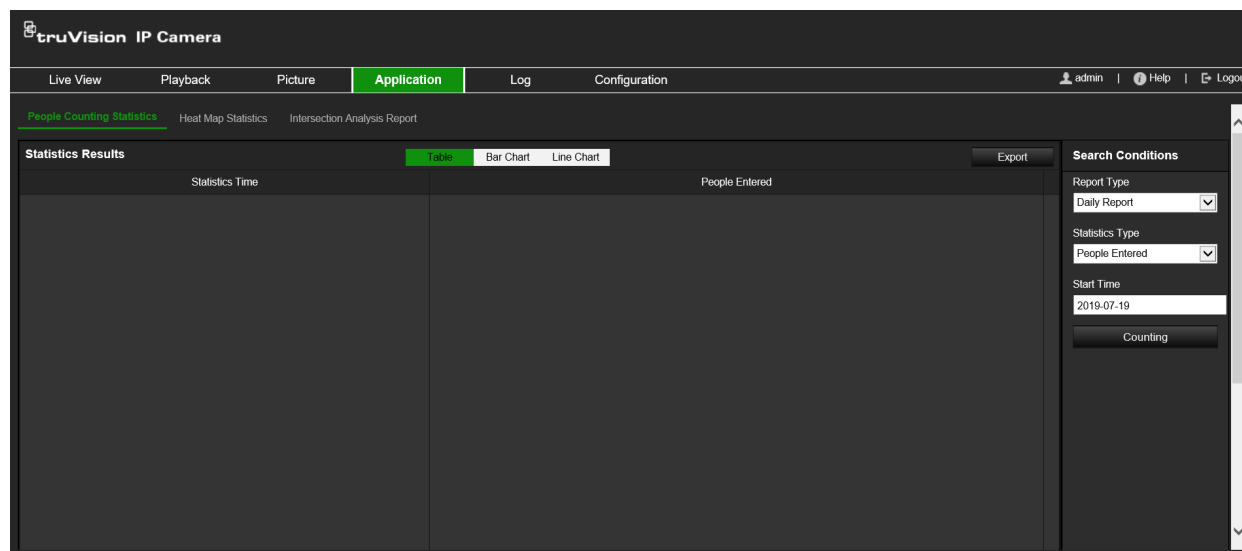 truVision IP Camera
Live View Playback Picture Application Log Configuration admin | Help | Logou
People Counting Statistics Heat Map Statistics Intersection Analysis Report
Statistics Results Table Bar Chart Line Chart Export Search Conditions
Statistics Time People Entered Report Type
Daily Report
Statistics Type
People Entered
Start Time
2019-07-19
Counting